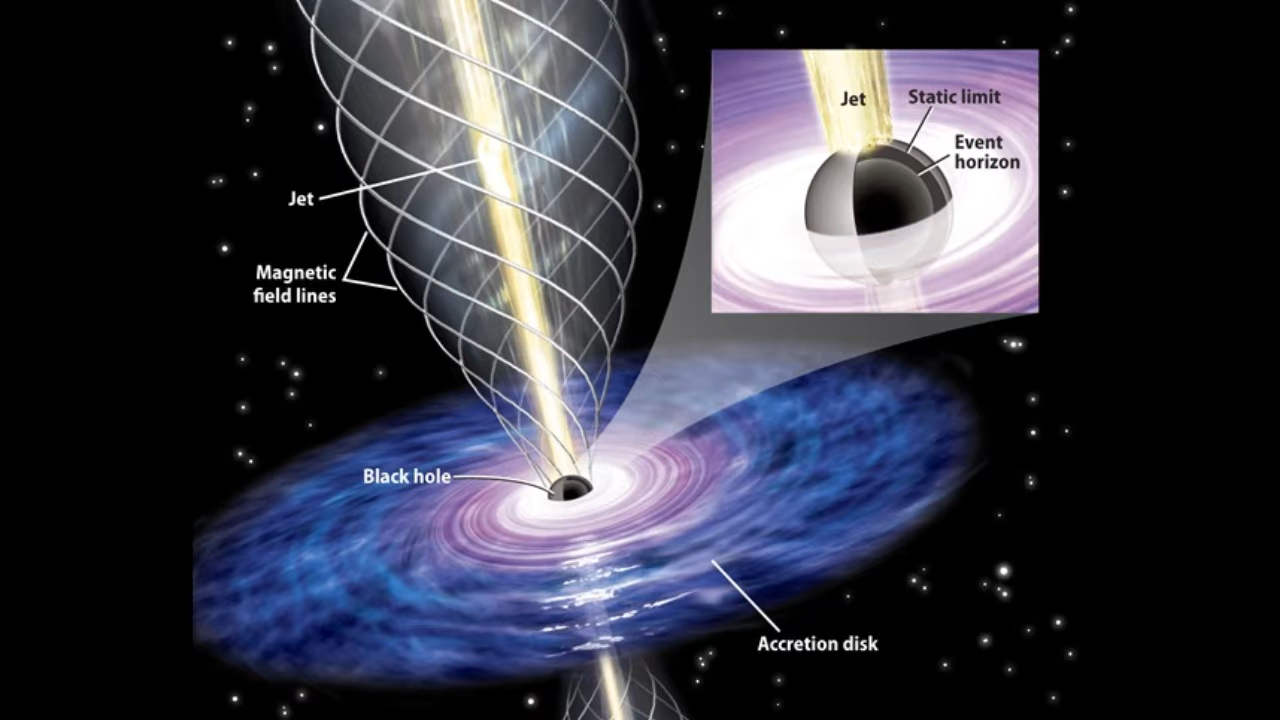 Jet
Static limit
Event
horizon
Jet
Magnetic
field lines
Black hole
Accretion disk